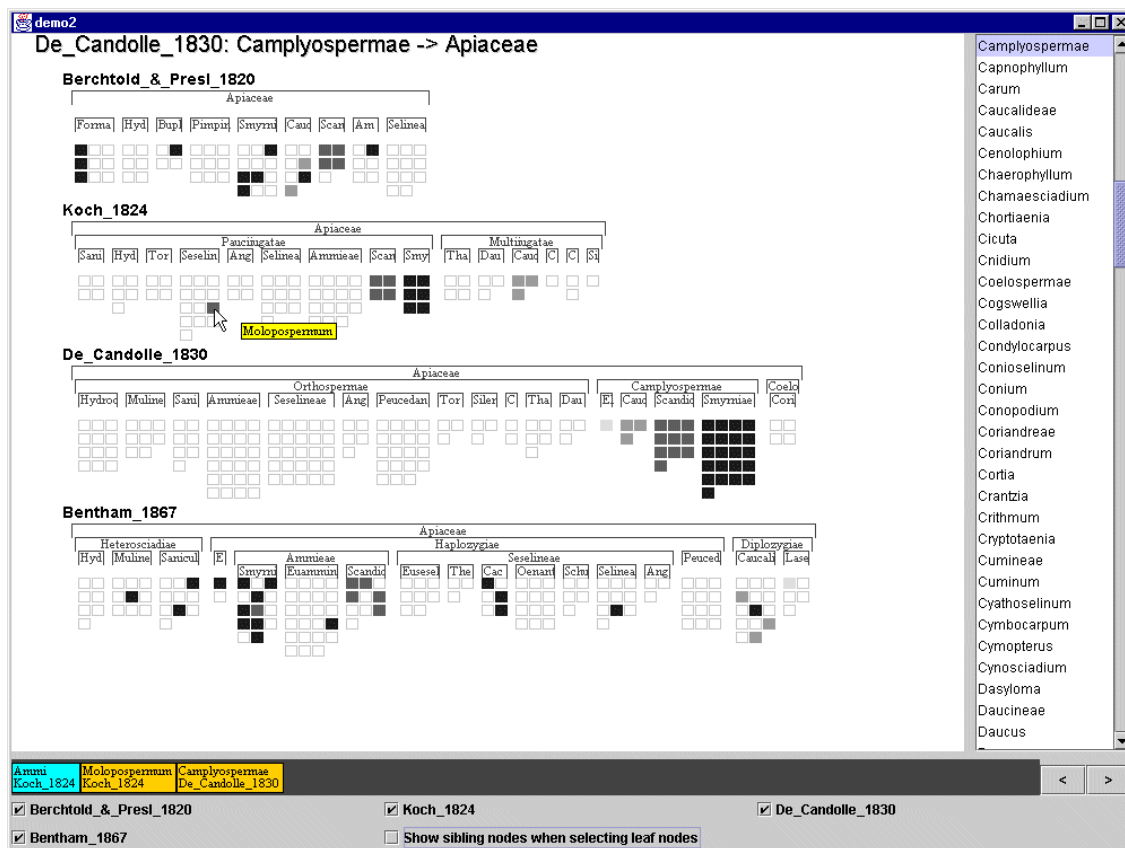 demo2
De_Candolle_1830: Camplyospermae -> Apiaceae
Berchtold_&_Presl_1820
Apiaceae
Forma Hyd Bupl Pimpin Smyrni Cauc Scan Am Selinea
Koch_1824
Apiaceae
Pauciiugatae Multiiugatae
Sani Hyd Tor Seselin Ang Selinea Ammieae Scan Smy Tha Dau Cauc C C Si
Molopospermum
De_Candolle_1830
Apiaceae
Orthospermae Camplyospermae Coelo
Hydroc Muline Sani Ammieae Seselineae Ang Peucedan Tor Siler C Tha Dau El Cauc Scandic Smyrniae Cori
Bentham_1867
Apiaceae
Heterosciadiae Haplozygiae Diplozygiae
Hyd Muline Sanicul E Ammieae Seselineae Peuced Caucali Lase
Smyrni Euammin Scandic Eusesel The Cac Oenant Schu Selinea Ang
Camplyospermae
Capnophyllum
Carum
Caucalideae
Caucalis
Cenolophium
Chaerophyllum
Chamaesciadium
Chortiaenia
Cicuta
Cnidium
Coelospermae
Cogswellia
Colladonia
Condylocarpus
Conioselinum
Conium
Conopodium
Coriandreae
Coriandrum
Cortia
Crantzia
Crithmum
Cryptotaenia
Cumineae
Cuminum
Cyathoselinum
Cymbocarpum
Cymopterus
Cynosciadium
Dasyloma
Daucineae
Daucus
Ammi Molopospermum Camplyospermae
Koch_1824 Koch_1824 De_Candolle_1830
< >
Berchtold_&_Presl_1820 Koch_1824 De_Candolle_1830
Bentham_1867 Show sibling nodes when selecting leaf nodes